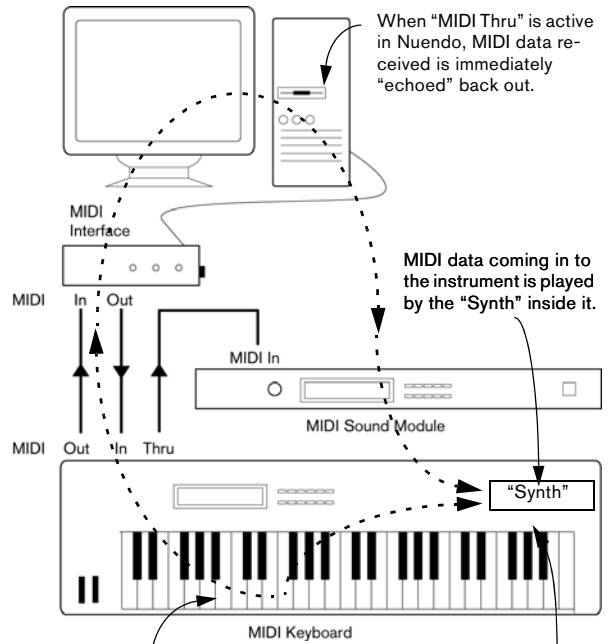 When “MIDI Thru” is active
in Nuendo, MIDI data re-
ceived is immediately
“echoed” back out.
MIDI
Interface
MIDI data coming in to
the instrument is played
by the “Synth” inside it.
MIDI In Out
MIDI In
MIDI Sound Module
MIDI Out In Thru
“Synth”
MIDI Keyboard